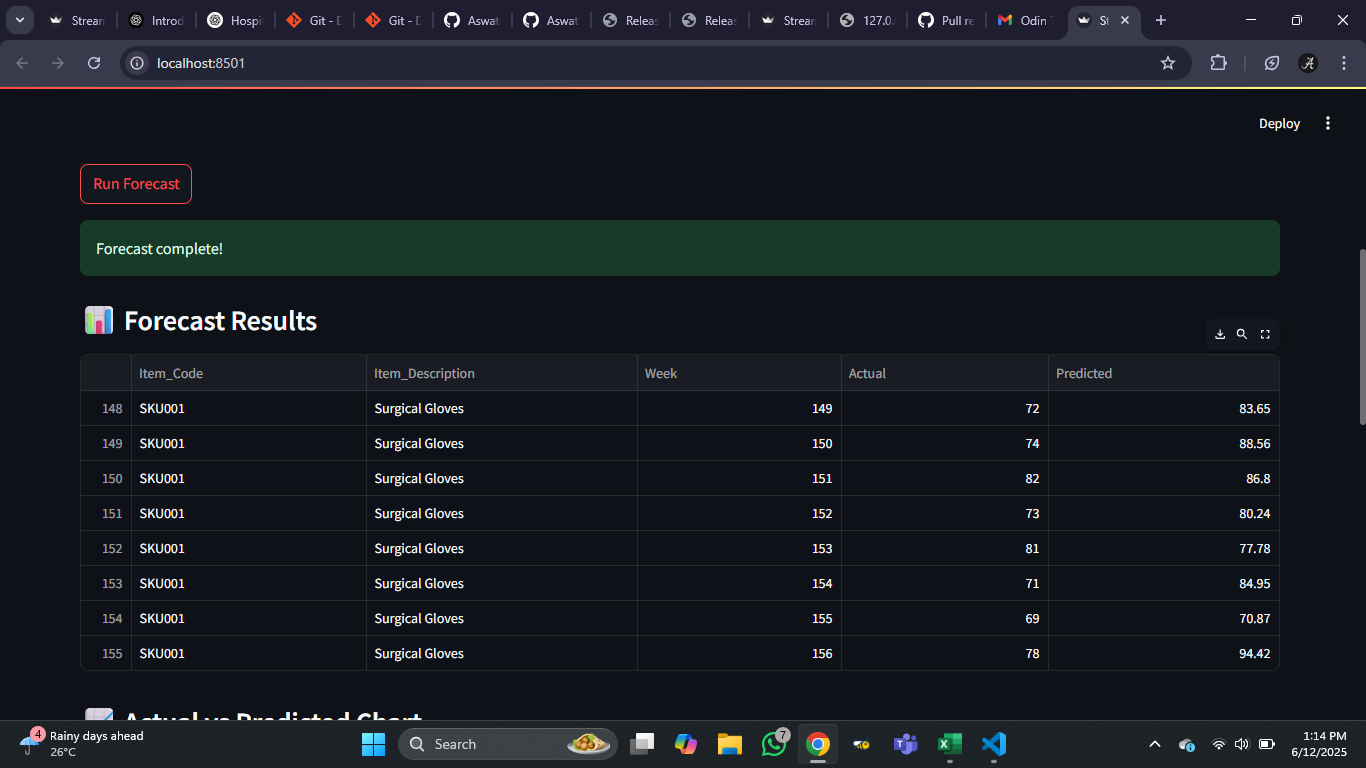 Stream
Introd
Hospi
Git - D
Git - D
Aswat
Aswat
Releas
Releas
Stream
127.0.
Pull re
Odin T
St
localhost:8501
Deploy
Run Forecast
Forecast complete!
Forecast Results
Item_Code Item_Description Week Actual Predicted
148 SKU001 Surgical Gloves 149 72 83.65
149 SKU001 Surgical Gloves 150 74 88.56
150 SKU001 Surgical Gloves 151 82 86.8
151 SKU001 Surgical Gloves 152 73 80.24
152 SKU001 Surgical Gloves 153 81 77.78
153 SKU001 Surgical Gloves 154 71 84.95
154 SKU001 Surgical Gloves 155 69 70.87
155 SKU001 Surgical Gloves 156 78 94.42
Actual vs Predicted Chart
4
Rainy days ahead
26°C
Search
7
1:14 PM
6/12/2025